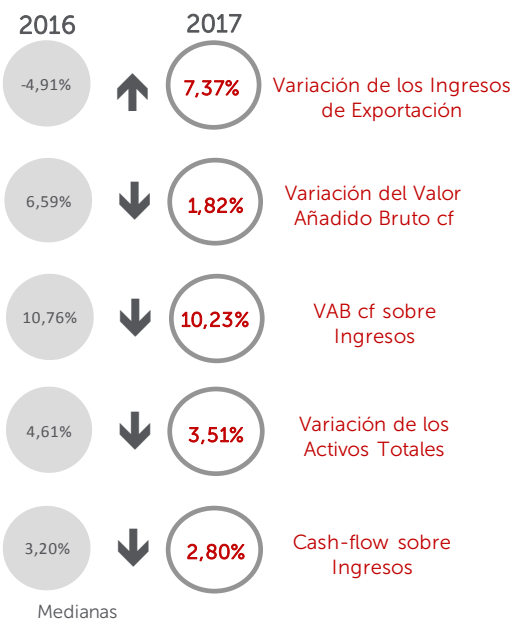 2016 2017
-4,91% 7,37% Variación de los Ingresos
de Exportación
6,59% 1,82% Variación del Valor
Añadido Bruto cf
10,76% 10,23% VAB cf sobre
Ingresos
4,61% 3,51% Variación de los
Activos Totales
3,20% 2,80% Cash-flow sobre
Ingresos
Medianas